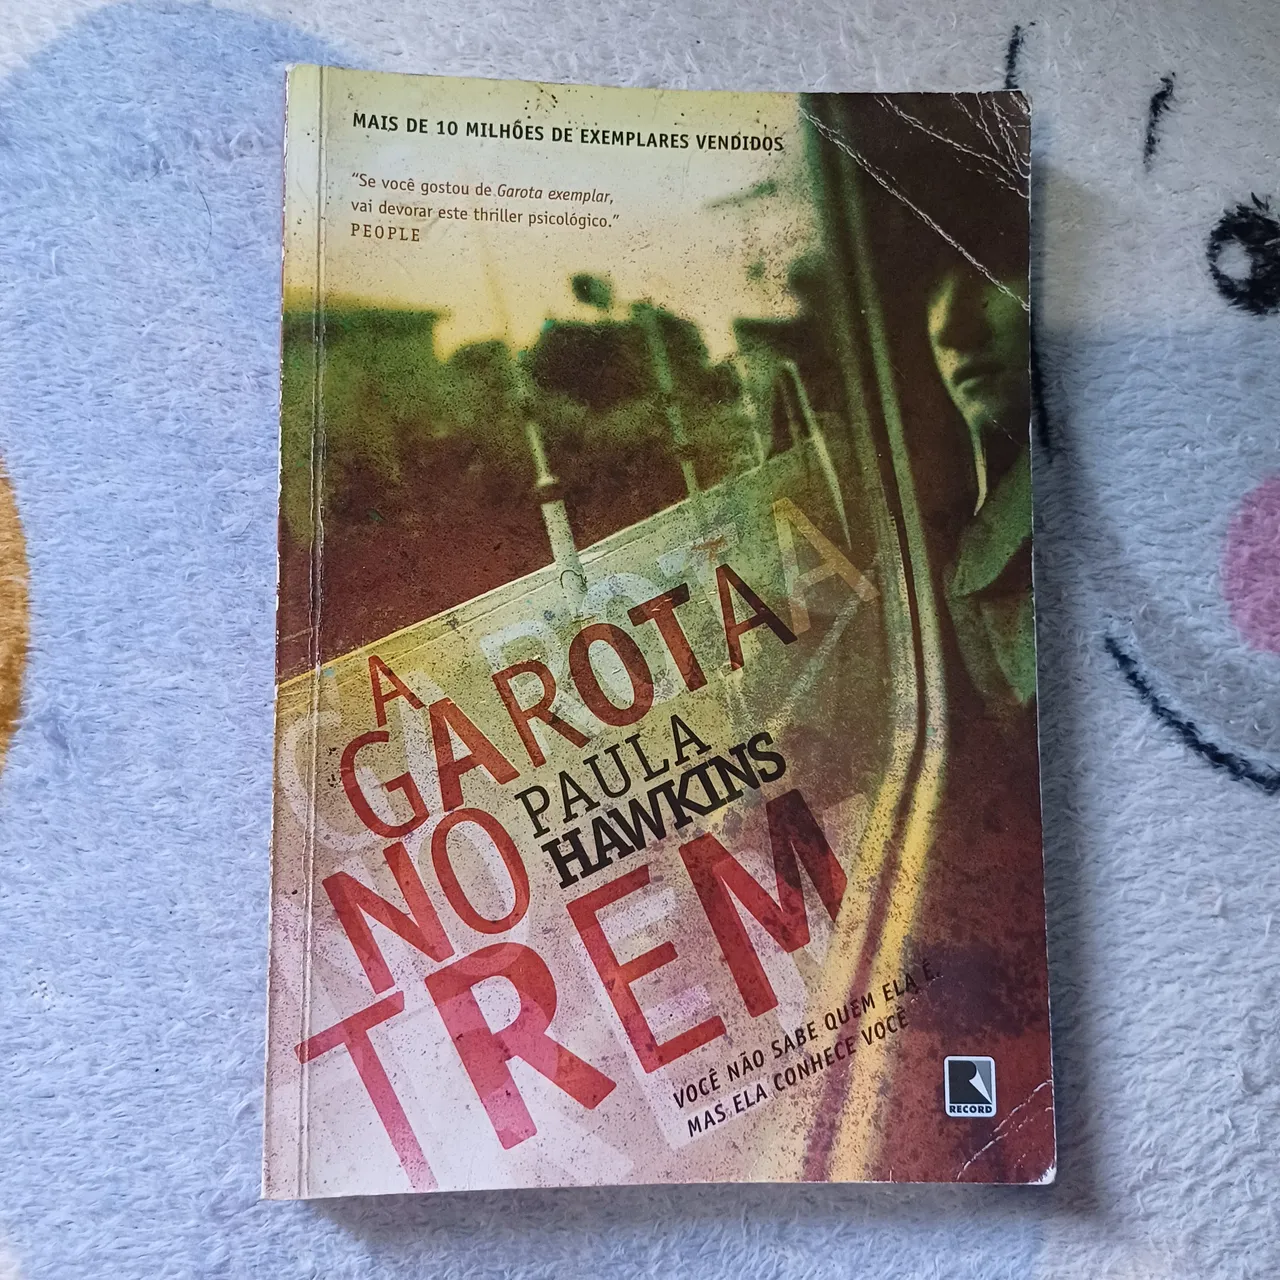 MAIS DE 10 MILHÕES DE EXEMPLARES VENDIDOS
"Se você gostou de Garota exemplar,
vai devorar este thriller psicológico."
PEOPLE
A
GAROTA
PAULA
HAWKINS
NO
TREM
VOCÊ NÃO SABE QUEM ELA É.
MAS ELA CONHECE VOCÊ
RECORD